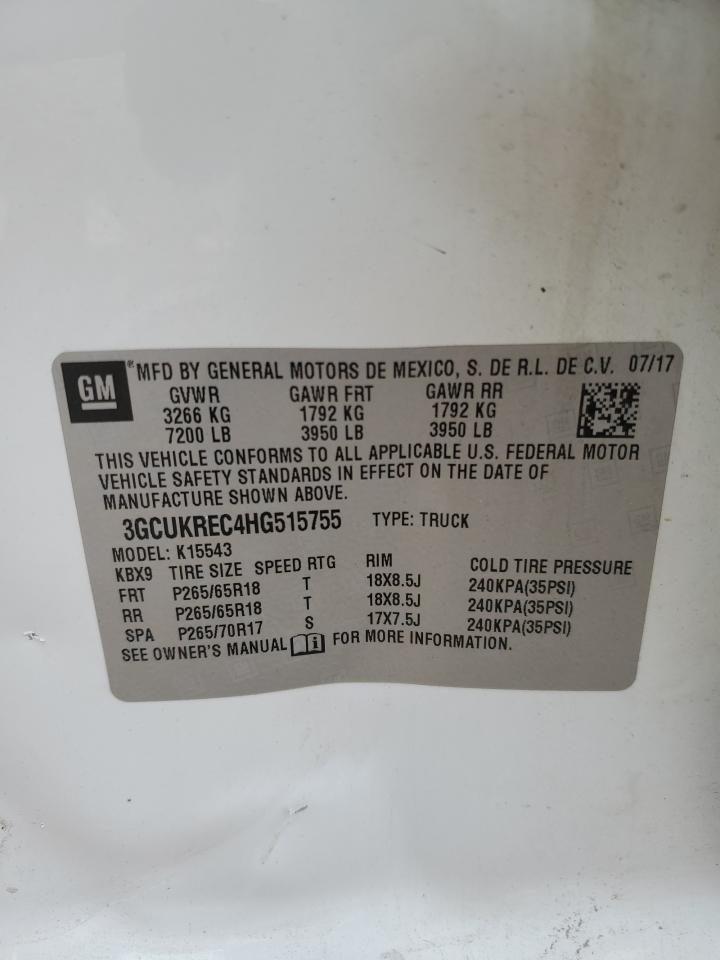 GM ® MFD BY GENERAL MOTORS DE MEXICO, S. DE R.L. DE C.V. 07/17
GVWR GAWR FRT GAWR RR
3266 KG 1792 KG 1792 KG
7200 LB 3950 LB 3950 LB
THIS VEHICLE CONFORMS TO ALL APPLICABLE U.S. FEDERAL MOTOR
VEHICLE SAFETY STANDARDS IN EFFECT ON THE DATE OF
MANUFACTURE SHOWN ABOVE.
3GCUKREC4HG515755 TYPE: TRUCK
MODEL: K15543
KBX9 TIRE SIZE SPEED RTG RIM COLD TIRE PRESSURE
FRT P265/65R18 T 18X8.5J 240KPA(35PSI)
RR P265/65R18 T 18X8.5J 240KPA(35PSI)
SPA P265/70R17 S 17X7.5J 240KPA(35PSI)
SEE OWNER'S MANUAL i FOR MORE INFORMATION.